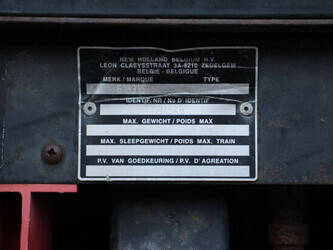 NEW HOLLAND BELGIUM N.V.
LEON CLAEYSSTRAAT 3A-8210 ZEDELGEM
BELGIE - BELGIQUE
MERK / MARQUE TYPE
IDENTIF. NR / No D' IDENTIF
MAX. GEWICHT / POIDS MAX
MAX. SLEEPGEWICHT / POIDS MAX. TRAIN
P.V. VAN GOEDKEURING / P.V. D' AGREATION